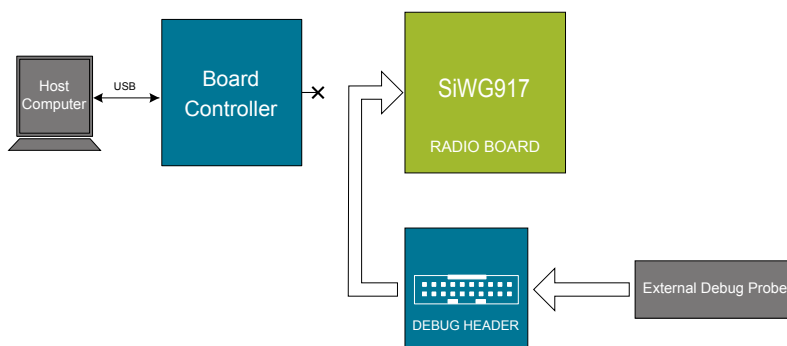 Host
Computer
USB
Board
Controller
SiWG917
RADIO BOARD
External Debug Probe
DEBUG HEADER